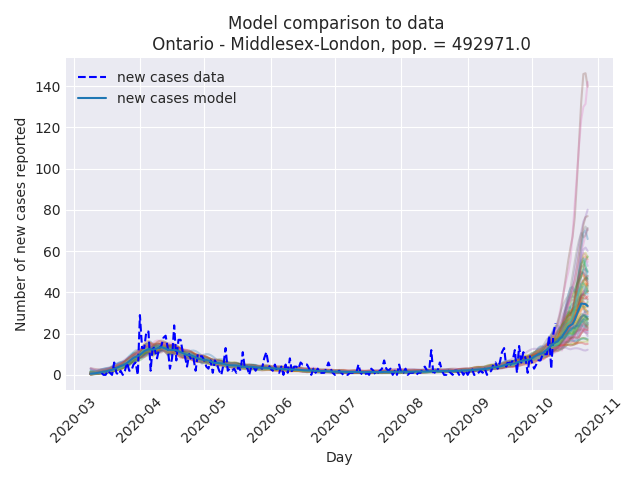 Model comparison to data
Ontario - Middlesex-London, pop. = 492971.0
new cases data
new cases model
Number of new cases reported
140
120
100
80
60
40
20
0
2020-03
2020-04
2020-05
2020-06
2020-07
2020-08
2020-09
2020-10
2020-11
Day